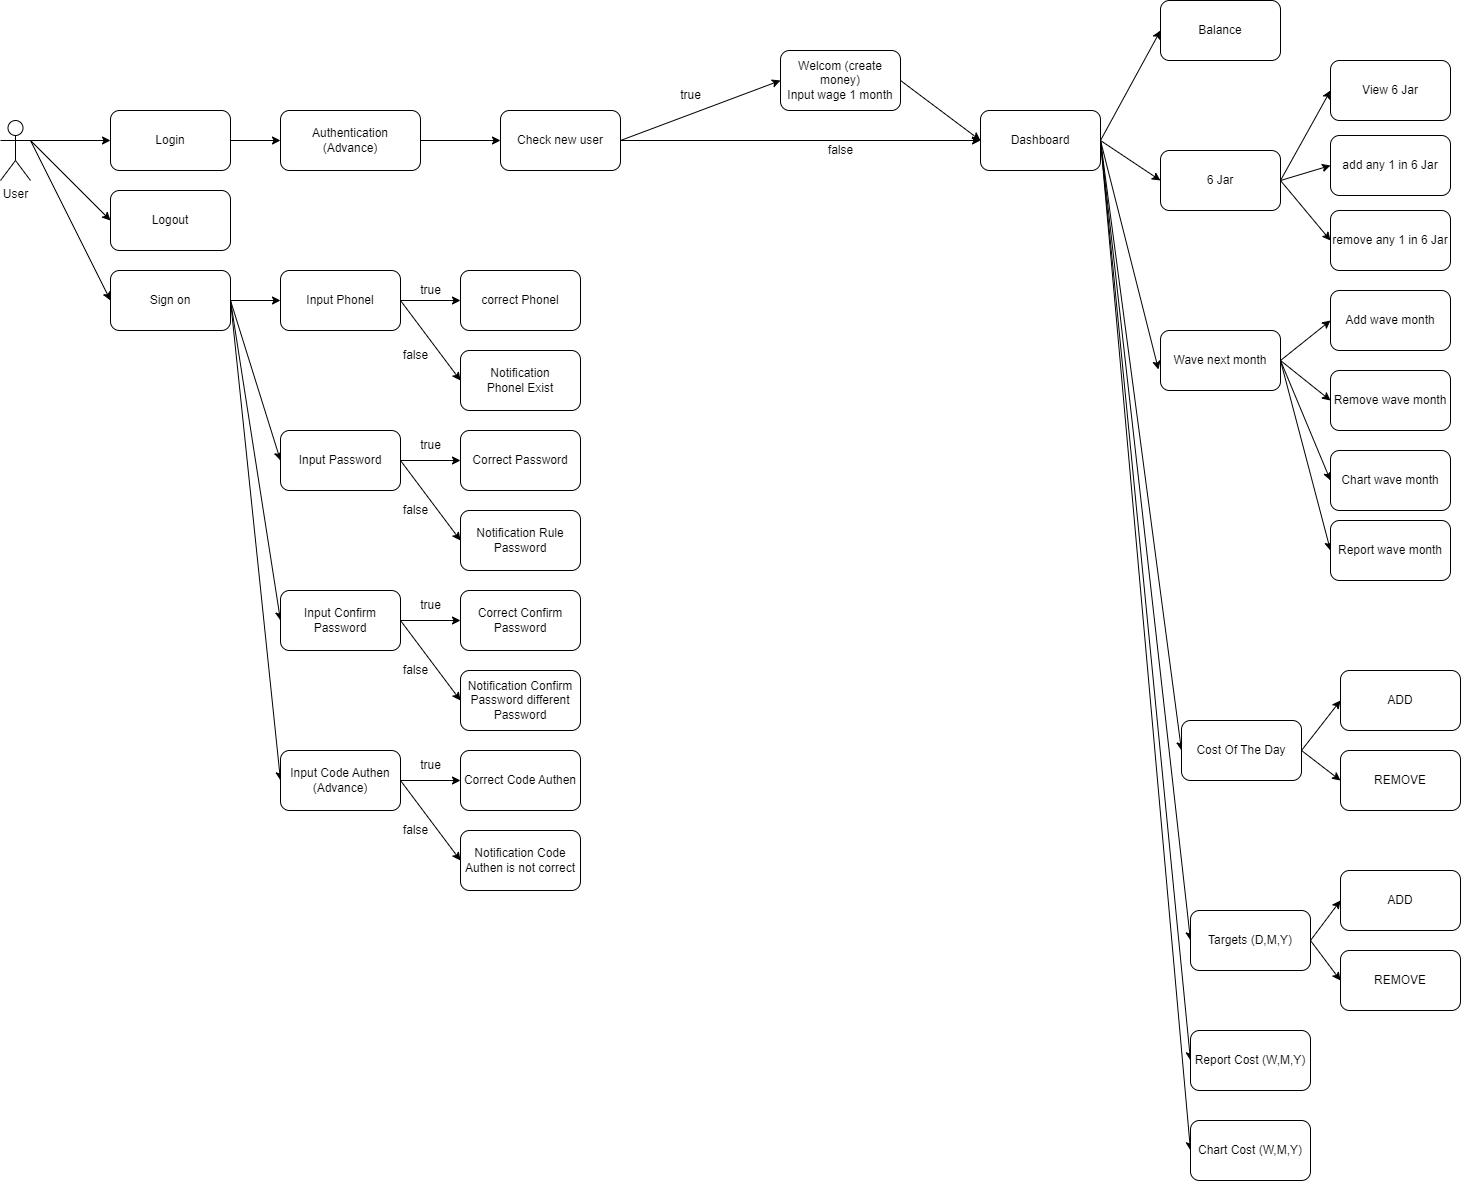 User
Login
Authentication
(Advance)
Check new user
true
false
Welcom (create
money)
Input wage 1 month
Dashboard
Logout
Sign on
Input Phonel
true
correct Phonel
false
Notification
Phonel Exist
Input Password
true
Correct Password
false
Notification Rule
Password
Input Confirm
Password
true
Correct Confirm
Password
false
Notification Confirm
Password different
Password
Input Code Authen
(Advance)
true
Correct Code Authen
false
Notification Code
Authen is not correct
Balance
6 Jar
View 6 Jar
add any 1 in 6 Jar
remove any 1 in 6 Jar
Wave next month
Add wave month
Remove wave month
Chart wave month
Report wave month
Cost Of The Day
ADD
REMOVE
Targets (D,M,Y)
ADD
REMOVE
Report Cost (W,M,Y)
Chart Cost (W,M,Y)